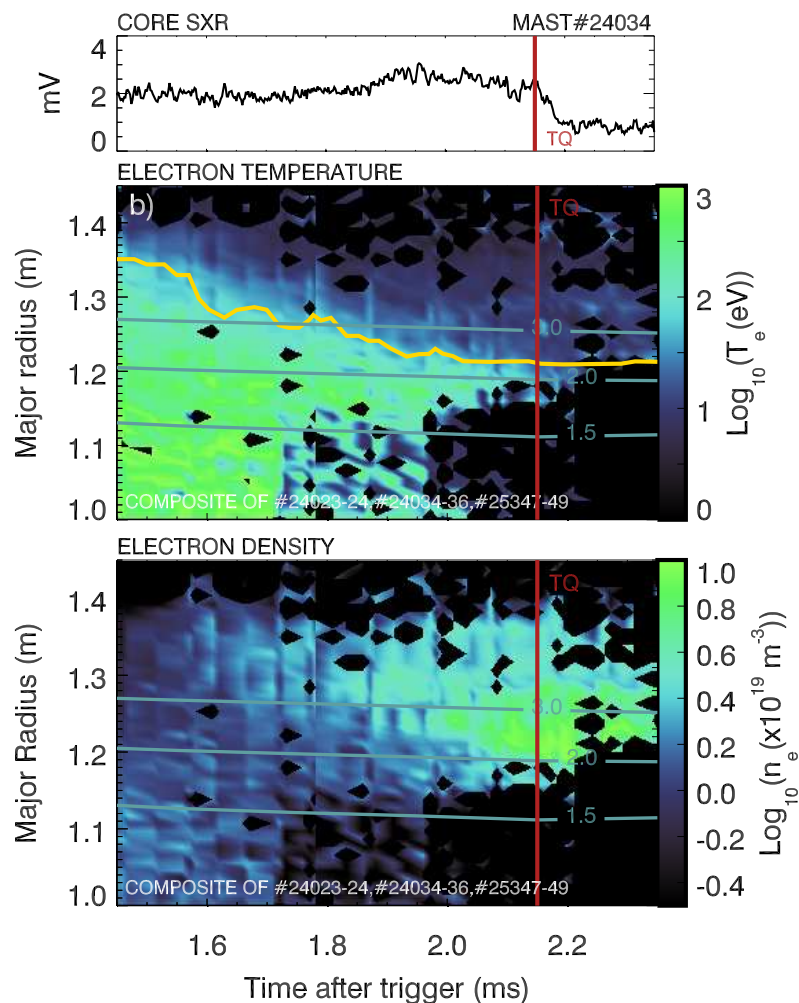 CORE SXR MAST#24034
4
2
0
mV
TQ
ELECTRON TEMPERATURE
b)
TQ
1.4
1.3
1.2
1.1
1.0
Major radius (m)
3.0
2.0
1.5
COMPOSITE OF #24023-24,#24034-36,#25347-49
3
2
1
0
Log10(Te(eV))
ELECTRON DENSITY
TQ
1.4
1.3
1.2
1.1
1.0
Major Radius (m)
3.0
2.0
1.5
COMPOSITE OF #24023-24,#24034-36,#25347-49
1.0
0.8
0.6
0.4
0.2
0.0
-0.2
-0.4
Log10(ne (x10^19 m^-3)
1.6 1.8 2.0 2.2
Time after trigger (ms)